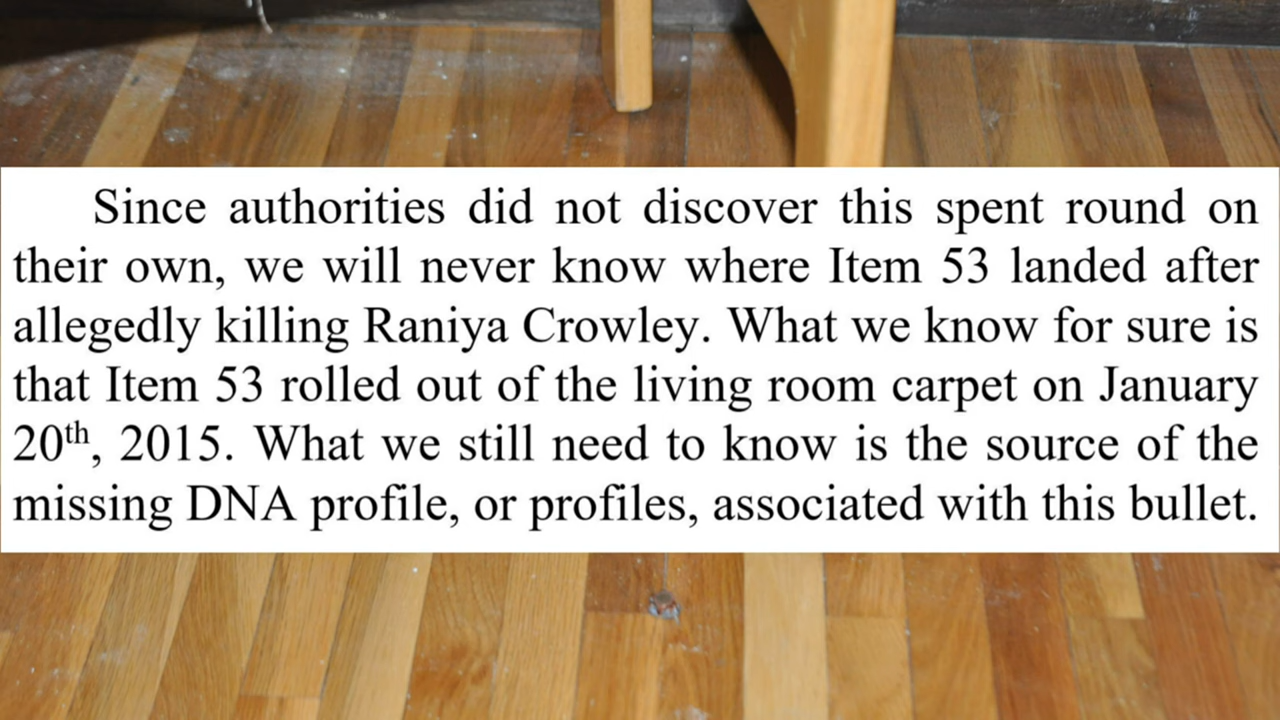 Since authorities did not discover this spent round on
their own, we will never know where Item 53 landed after
allegedly killing Raniya Crowley. What we know for sure is
that Item 53 rolled out of the living room carpet on January
20th, 2015. What we still need to know is the source of the
missing DNA profile, or profiles, associated with this bullet.